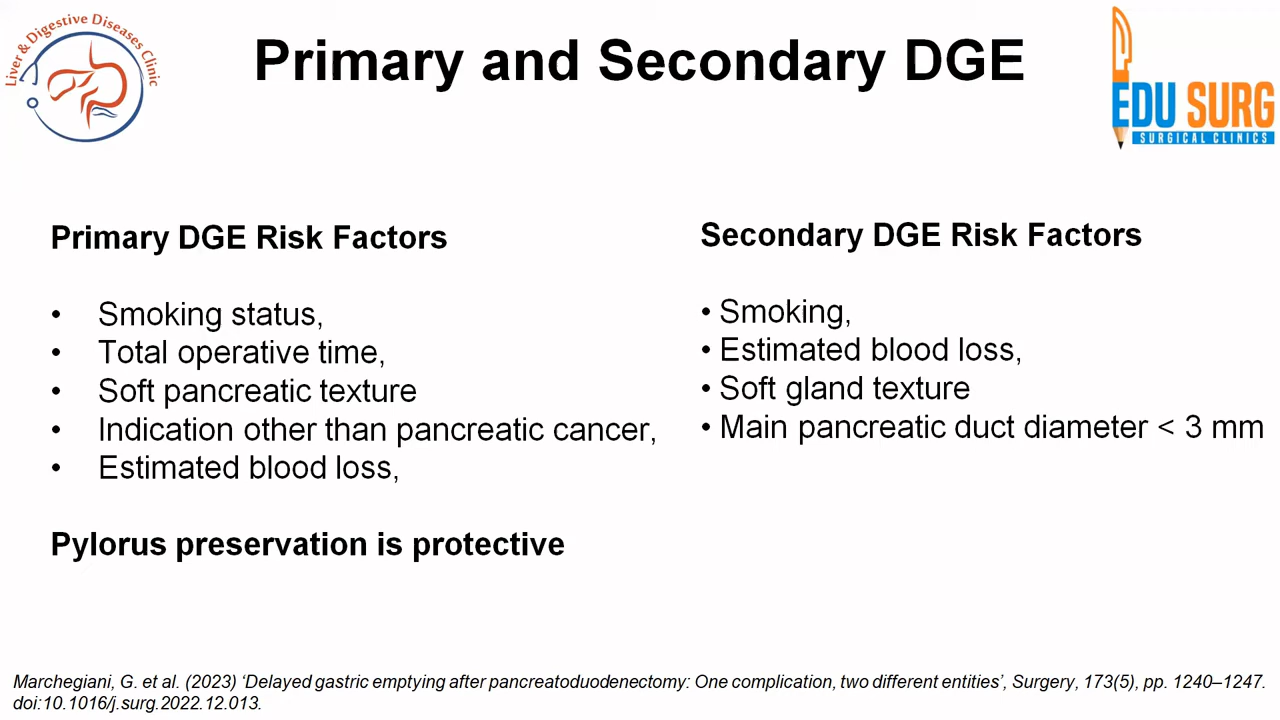 Liver & Digestive Diseases Clinic
Primary and Secondary DGE
EDU SURG
SURGICAL CLINICS
Primary DGE Risk Factors
• Smoking status,
• Total operative time,
• Soft pancreatic texture
• Indication other than pancreatic cancer,
• Estimated blood loss,
Pylorus preservation is protective
Secondary DGE Risk Factors
• Smoking,
• Estimated blood loss,
• Soft gland texture
• Main pancreatic duct diameter < 3 mm
Marchegiani, G. et al. (2023) ‘Delayed gastric emptying after pancreatoduodenectomy: One complication, two different entities’, Surgery, 173(5), pp. 1240–1247.
doi:10.1016/j.surg.2022.12.013.